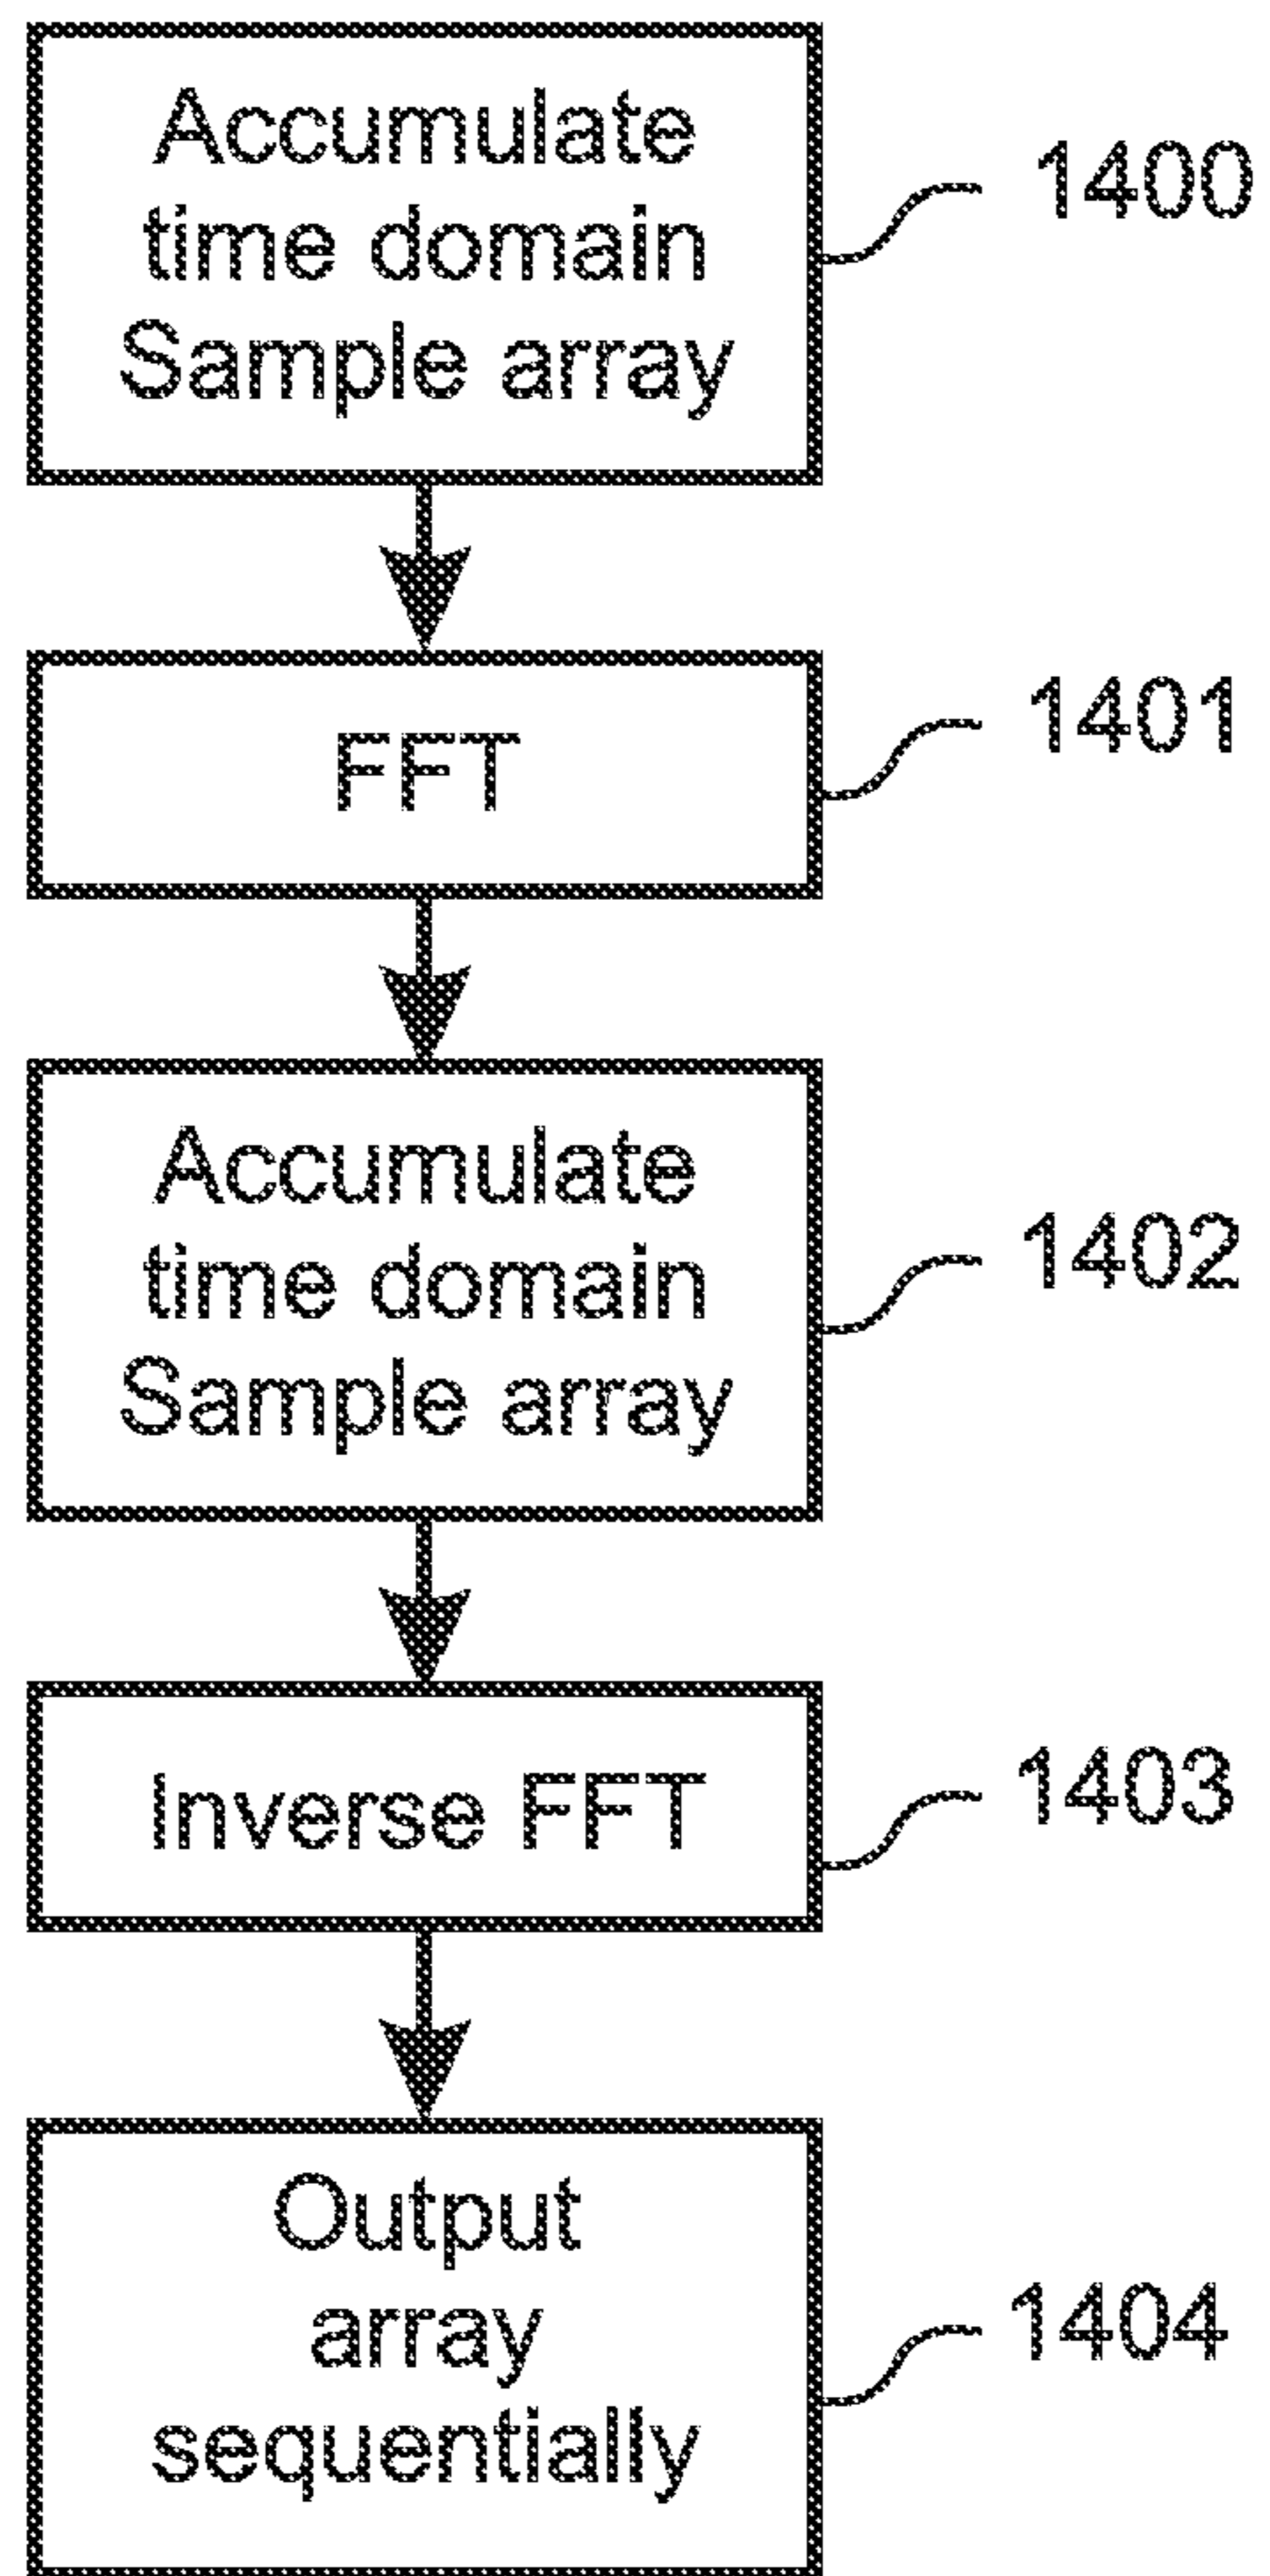 Accumulate
time domain
Sample array
1400
FFT
1401
Accumulate
time domain
Sample array
1402
Inverse FFT
1403
Output
array
sequentially
1404